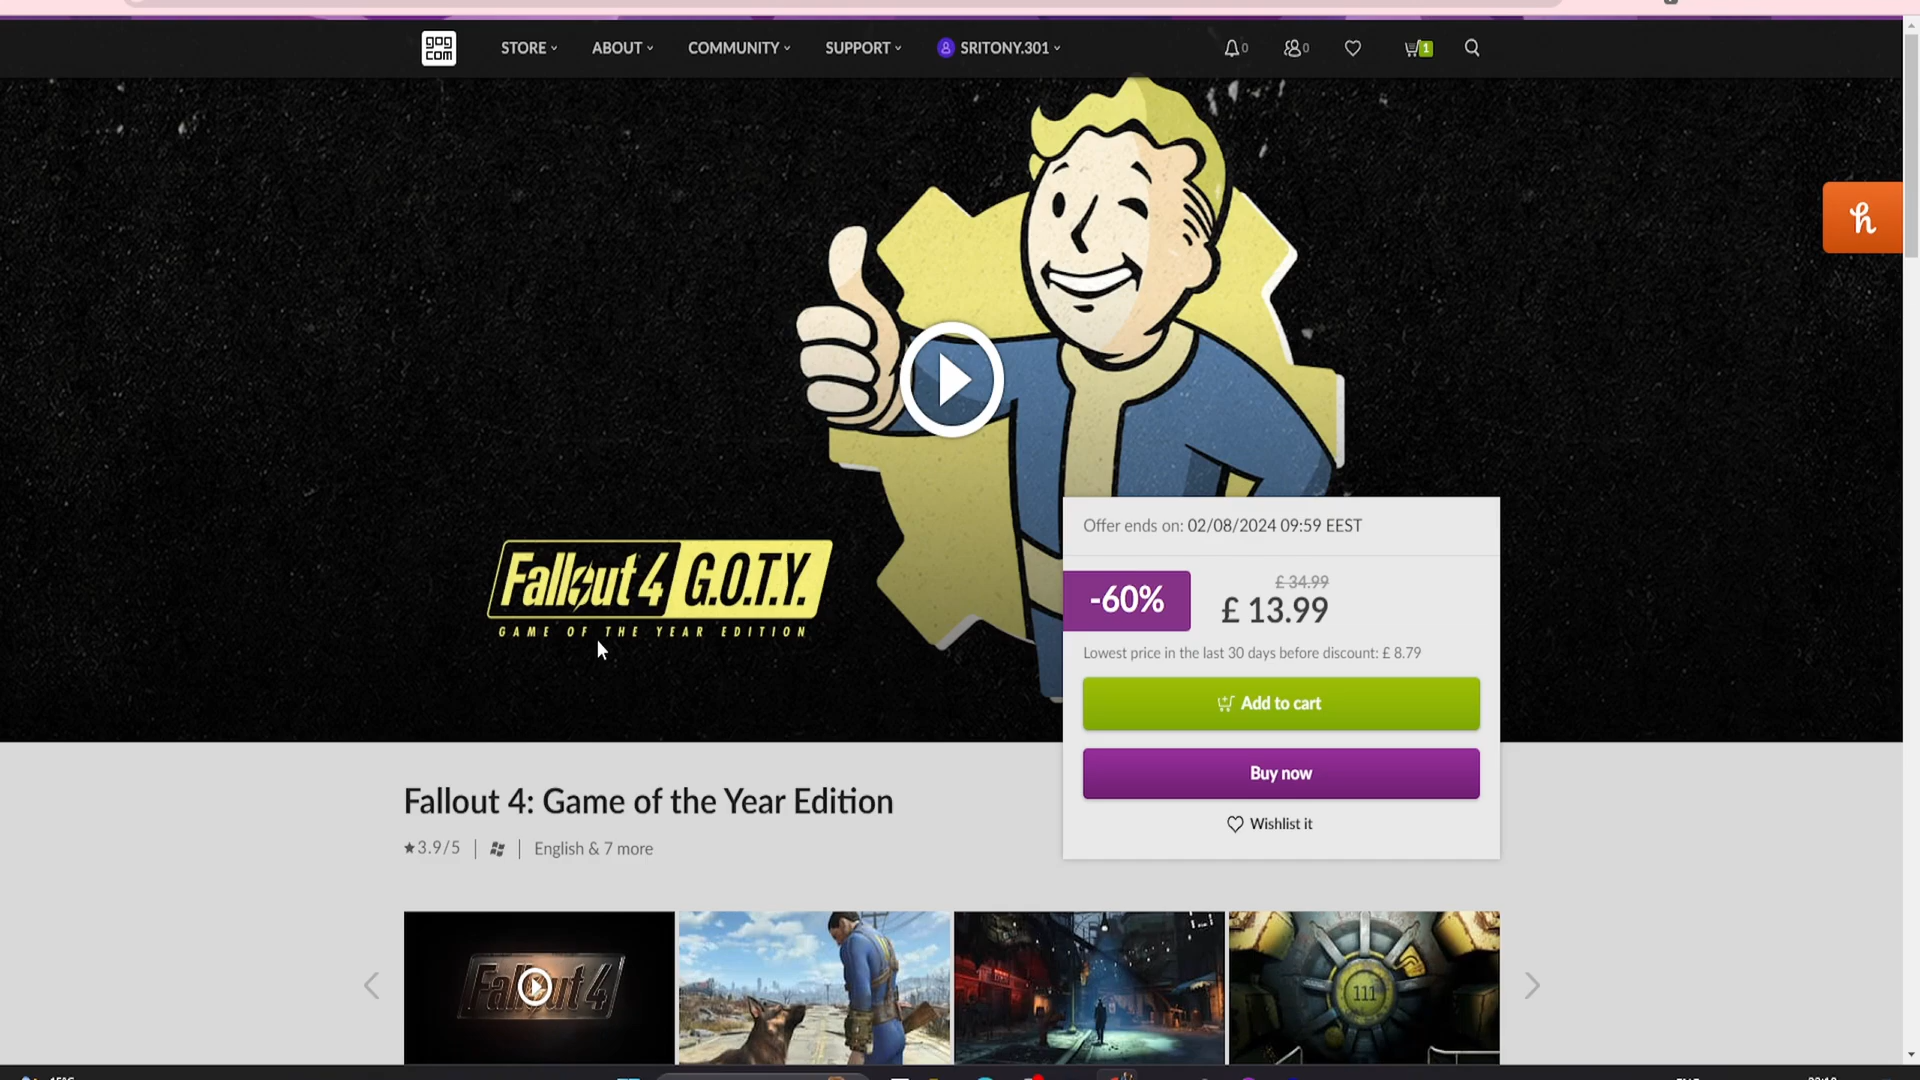 gog
com
STORE
ABOUT
COMMUNITY
SUPPORT
SRITONY.301
0
0
1
h
Offer ends on: 02/08/2024 09:59 EEST
-60%
£ 34.99
£ 13.99
Fallout 4 G.O.T.Y.
GAME OF THE YEAR EDITION
Lowest price in the last 30 days before discount: £ 8.79
Add to cart
Buy now
Wishlist it
Fallout 4: Game of the Year Edition
3.9/5
English & 7 more
Fallout 4
111